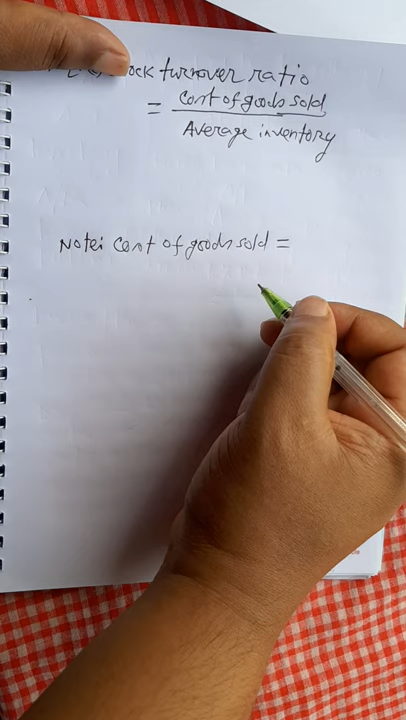 ock turnover ratio
= cost of goods sold
Average inventory
Note: cost of goods sold =